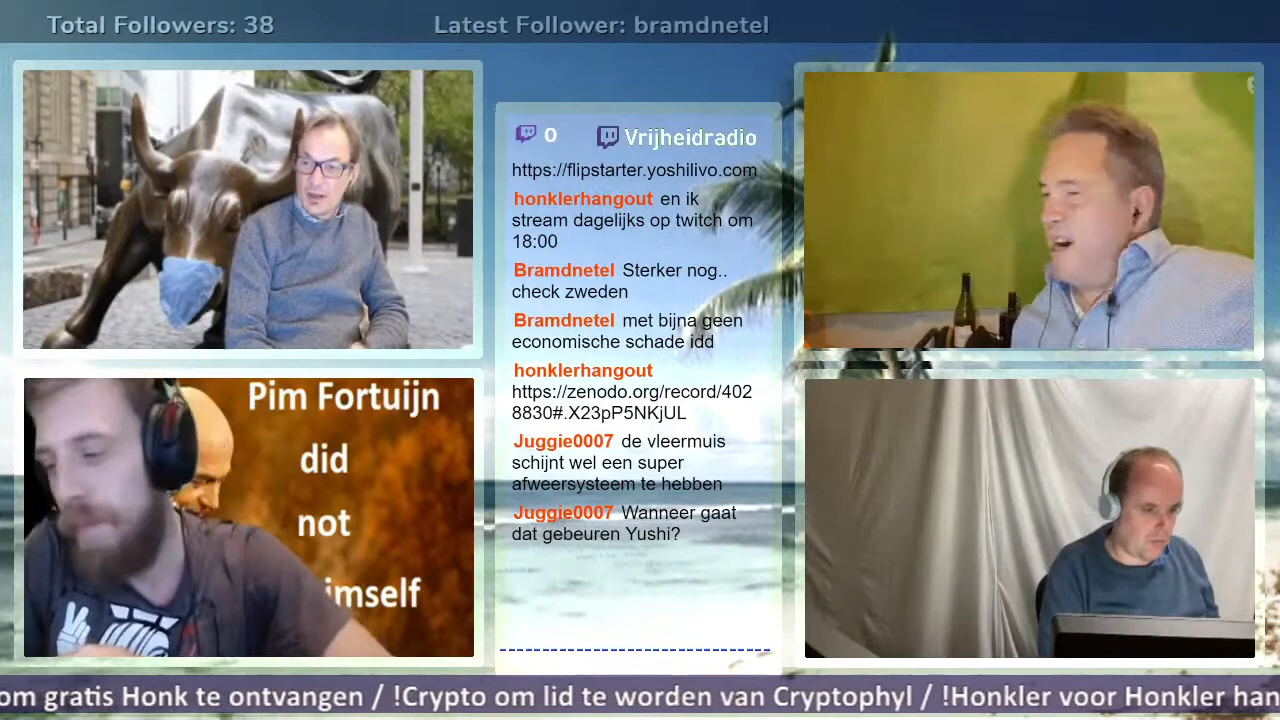 Total Followers: 38
Latest Follower: bramdnetel
0
Vrijheidradio
https://flipstarter.yoshilivo.com
honklerhangout en ik
stream dagelijks op twitch om
18:00
Bramdnetel Sterker nog..
check zweden
Bramdnetel met bijna geen
economische schade idd
honklerhangout
https://zenodo.org/record/402
8830#.X23pP5NKjUL
Juggie0007 de vleermuis
schijnt wel een super
afweersysteem te hebben
Juggie0007 Wanneer gaat
dat gebeuren Yushi?
Pim Fortuijn
did
not
imself
om gratis Honk te ontvangen / !Crypto om lid te worden van Cryptophyl / !Honkler voor Honkler han